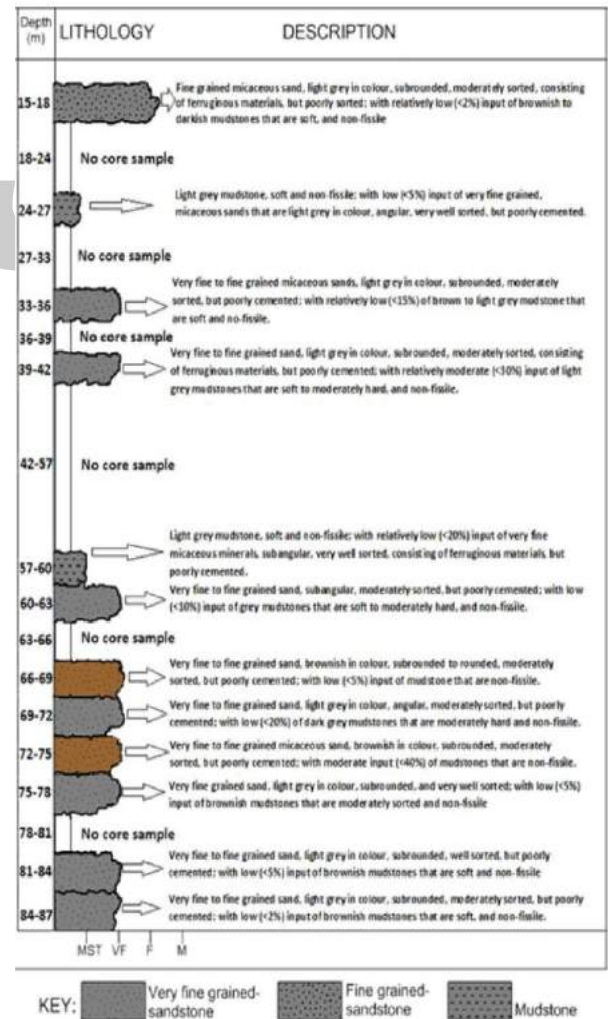 Depth (m) LITHOLOGY DESCRIPTION
15-18
Fine grained micaceous sand, light grey in colour, subrounded, moderately sorted, consisting
of ferruginous materials, but poorly sorted; with relatively low (<2%) input of brownish to
darkish mudstones that are soft, and non-fissile
18-24 No core sample
24-27
Light grey mudstone, soft and non-fissile; with low (<5%) input of very fine grained,
micaceous sands that are light grey in colour, angular, very well sorted, but poorly cemented.
27-33 No core sample
33-36
Very fine to fine grained micaceous sands, light grey in colour, subrounded, moderately
sorted, but poorly cemented; with relatively low (<15%) of brown to light grey mudstone that
are soft and no-fissile.
36-39 No core sample
39-42
Very fine to fine grained sand, light grey in colour, subrounded, moderately sorted, consisting
of ferruginous materials, but poorly cemented; with relatively moderate (<30%) input of light
grey mudstones that are soft to moderately hard, and non-fissile.
42-57 No core sample
57-60
Light grey mudstone, soft and non-fissile; with relatively low (<20%) input of very fine
micaceous minerals, subangular, very well sorted, consisting of ferruginous materials, but
poorly cemented.
60-63
Very fine to fine grained sand, subangular, moderately sorted, but poorly cemented; with low
(<10%) input of grey mudstones that are soft to moderately hard, and non-fissile.
63-66 No core sample
66-69
Very fine to fine grained sand, brownish in colour, subrounded to rounded, moderately
sorted, but poorly cemented; with low (<5%) input of mudstone that are non-fissile.
69-72
Very fine to fine grained sand, light grey in colour, angular, moderately sorted, but poorly
cemented; with low (<20%) of dark grey mudstones that are moderately hard and non-fissile.
72-75
Very fine to fine grained micaceous sand, brownish in colour, subrounded, moderately
sorted, but poorly cemented; with moderate input (<40%) of mudstones that are non-fissile.
75-78
Very fine grained sand, light grey in colour, subrounded, and very well sorted; with low (<5%)
input of brownish mudstones that are moderately sorted and non-fissile
78-81 No core sample
81-84
Very fine to fine grained sand, light grey in colour, subrounded, well sorted, but poorly
cemented; with low (<5%) input of brownish mudstones that are soft and non-fissile
84-87
Very fine to fine grained sand, light grey in colour, subrounded, moderately sorted, but poorly
cemented; with low (<2%) input of brownish mudstones that are soft, and non-fissile.
MST VF F M
KEY:
Very fine grained-
sandstone
Fine grained-
sandstone
Mudstone